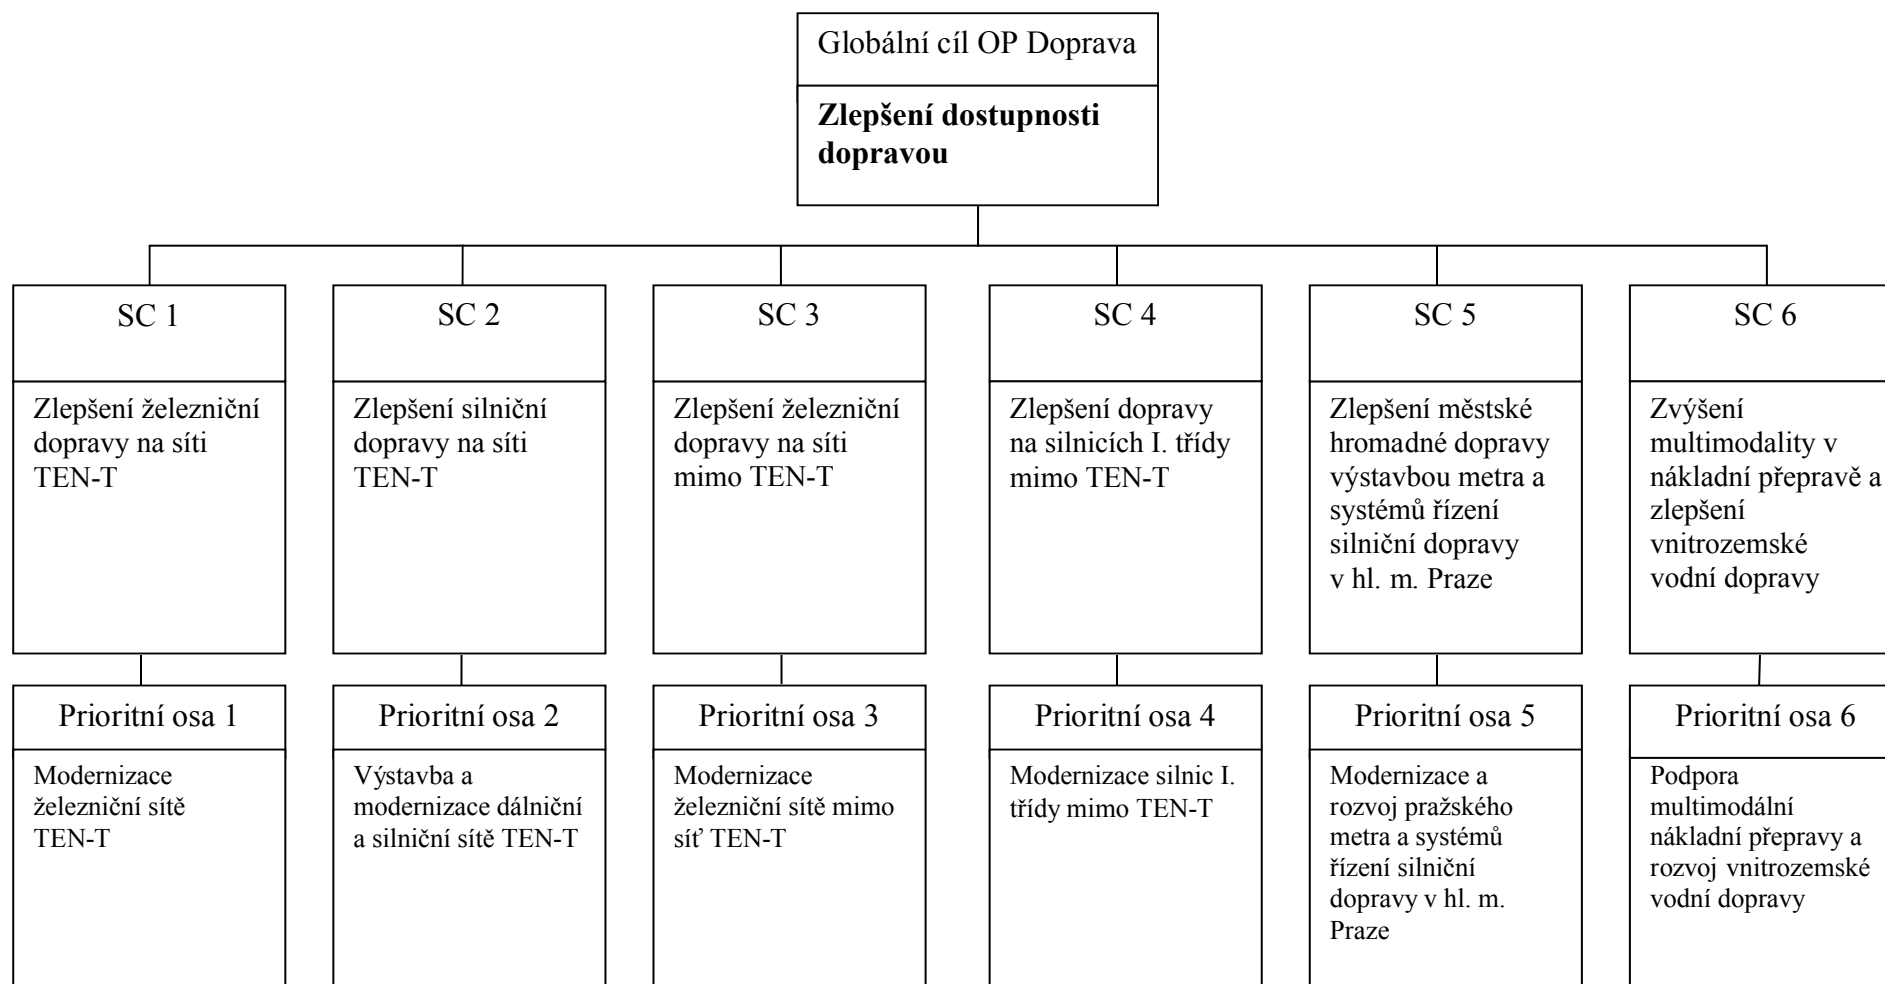 Globální cíl OP Doprava
Zlepšení dostupnosti
dopravou
SC 1
Zlepšení železniční
dopravy na síti
TEN-T
SC 2
Zlepšení silniční
dopravy na síti
TEN-T
SC 3
Zlepšení železniční
dopravy na síti
mimo TEN-T
SC 4
Zlepšení dopravy
na silnicích I. třídy
mimo TEN-T
SC 5
Zlepšení městské
hromadné dopravy
výstavbou metra a
systémů řízení
silniční dopravy
v hl. m. Praze
SC 6
Zvýšení
multimodality v
nákladní přepravě a
zlepšení
vnitrozemské
vodní dopravy
Prioritní osa 1
Modernizace
železniční sítě
TEN-T
Prioritní osa 2
Výstavba a
modernizace dálniční
a silniční sítě TEN-T
Prioritní osa 3
Modernizace
železniční sítě mimo
síť TEN-T
Prioritní osa 4
Modernizace silnic I.
třídy mimo TEN-T
Prioritní osa 5
Modernizace a
rozvoj pražského
metra a systémů
řízení silniční
dopravy v hl. m.
Praze
Prioritní osa 6
Podpora
multimodální
nákladní přepravy a
rozvoj vnitrozemské
vodní dopravy